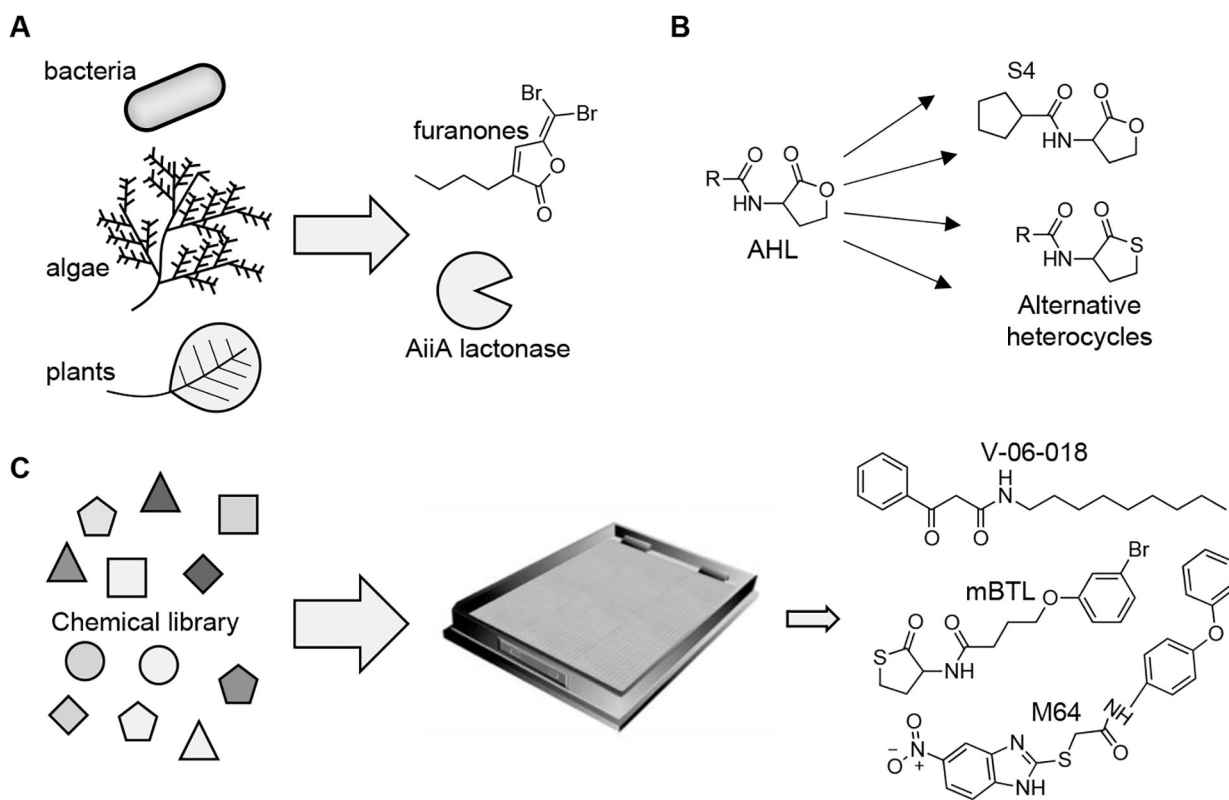 A
bacteria
algae
plants
furanones
Br
Br
O
O
AiiA lactonase
B
R
O
HN
O
O
AHL
S4
O
HN
O
O
R
O
HN
O
S
Alternative
heterocycles
C
Chemical library
V-06-018
O
O
H
N
mBTL
Br
O
O
HN
O
S
M64
O
NH
O
S
N
NH
O
N
+
−
O